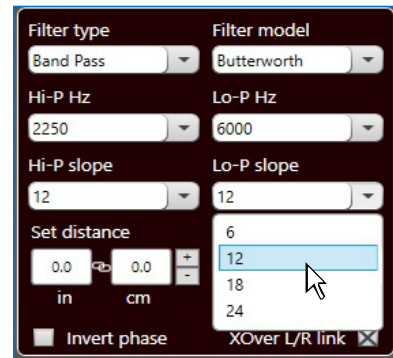 Filter type Filter model
Band Pass Butterworth
Hi-P Hz Lo-P Hz
2250 6000
Hi-P slope Lo-P slope
12 12
Set distance 6
0.0 0.0 + - 12
in cm 18
24
Invert phase XOver L/R link